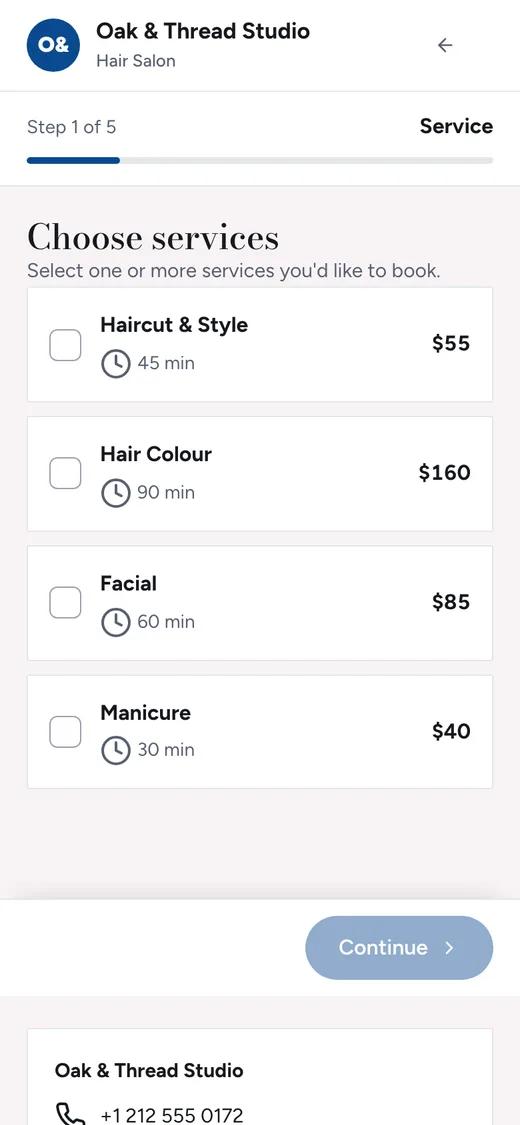 O&
Oak & Thread Studio
Hair Salon
Step 1 of 5
Service
Choose services
Select one or more services you'd like to book.
Haircut & Style
45 min
$55
Hair Colour
90 min
$160
Facial
60 min
$85
Manicure
30 min
$40
Continue
Oak & Thread Studio
+1 212 555 0172